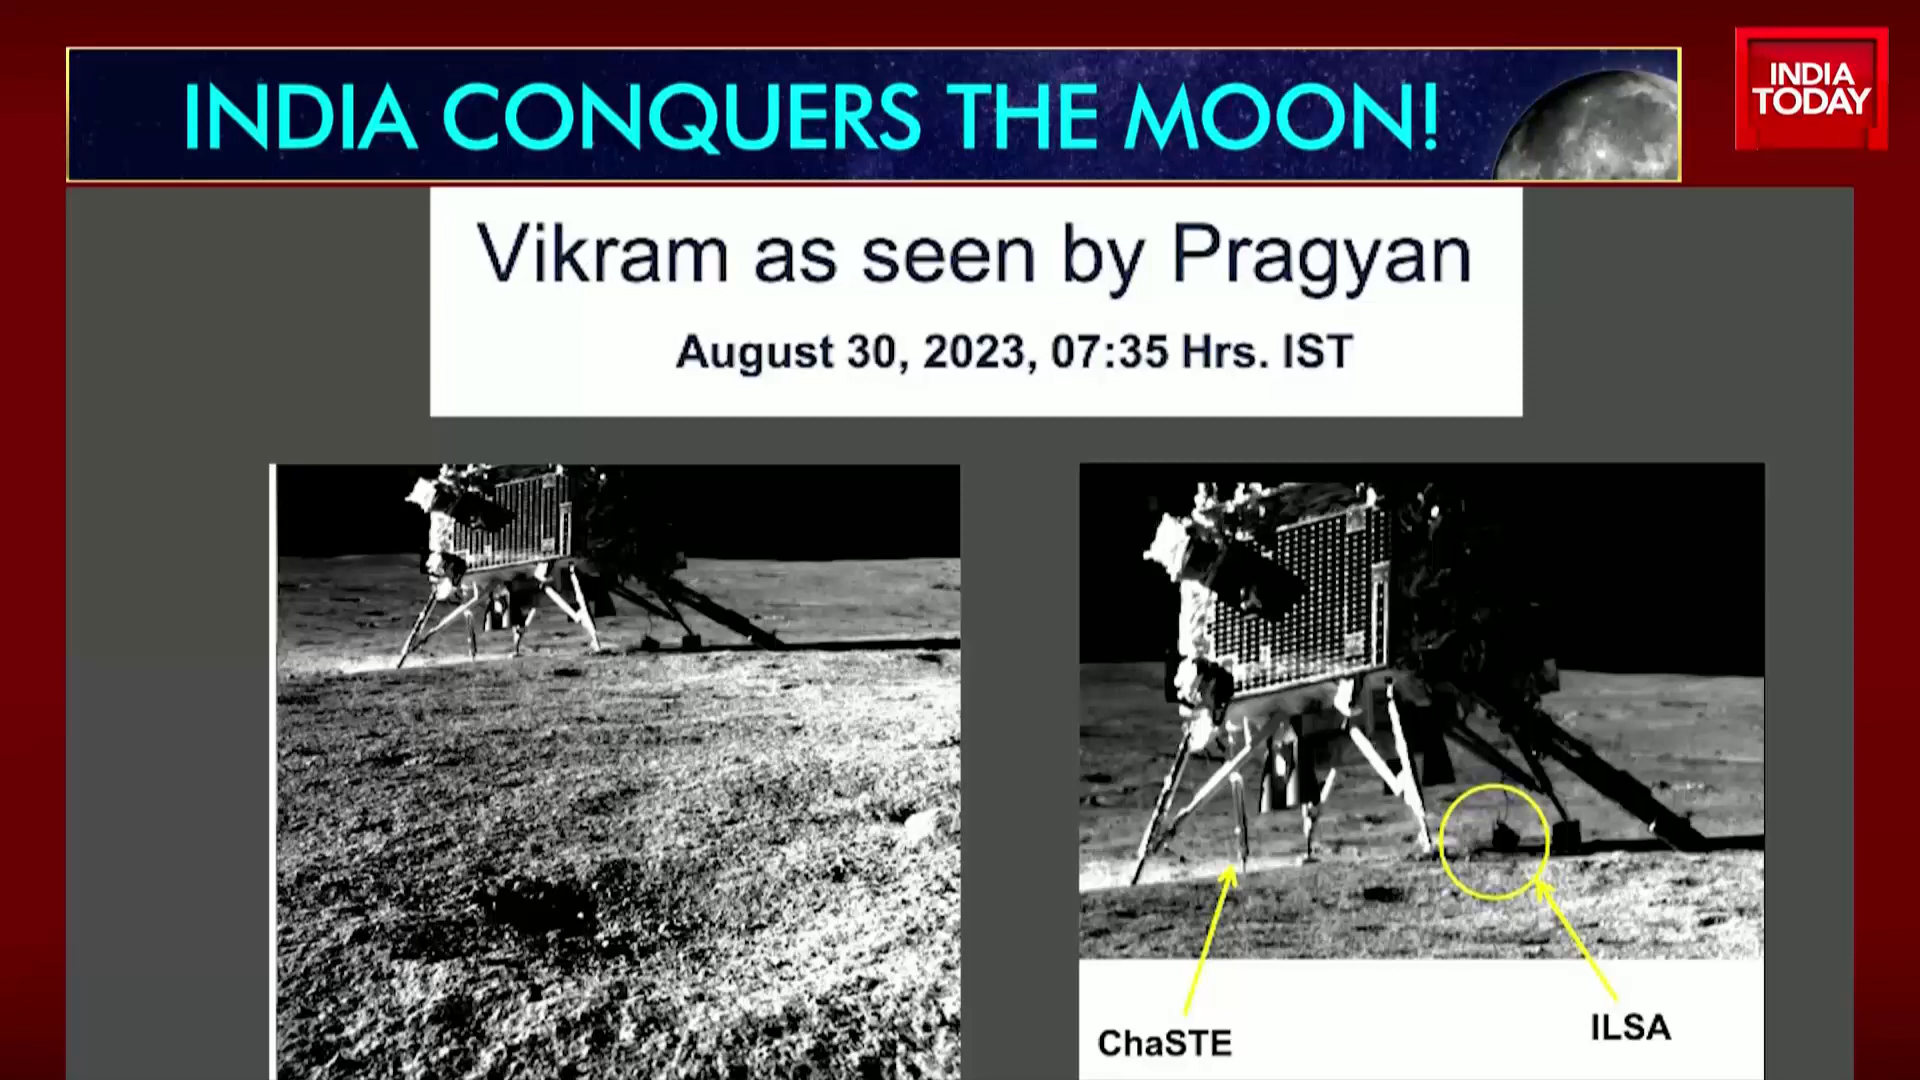 INDIA CONQUERS THE MOON!
INDIA
TODAY
Vikram as seen by Pragyan
August 30, 2023, 07:35 Hrs. IST
ChaSTE
ILSA